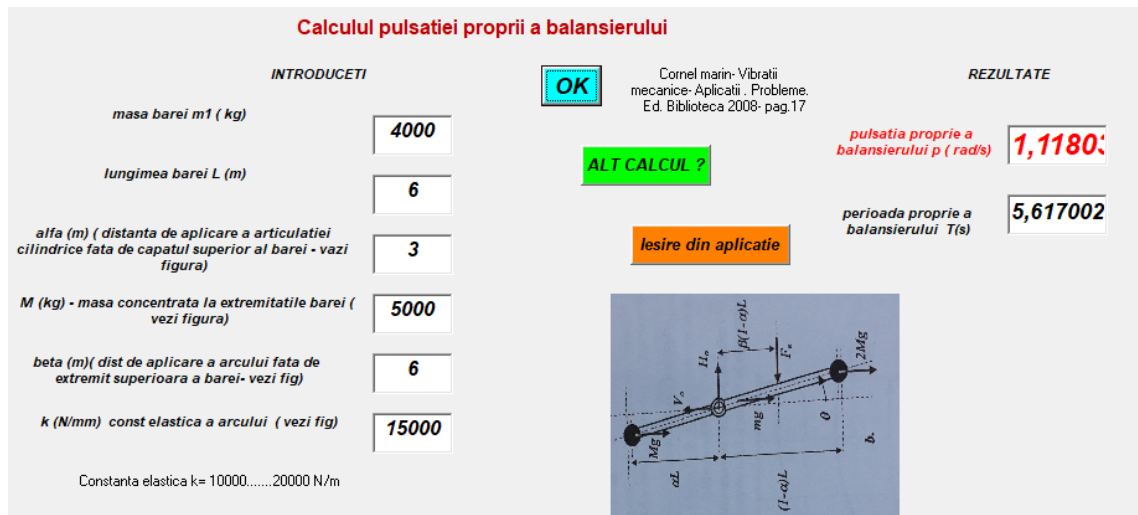 Calculul pulsatiei proprii a balansierului
INTRODUCETI
masa barei m1 ( kg)
4000
lungimea barei L (m)
6
alfa (m) ( distanta de aplicare a articulatiei
cilindrice fata de capatul superior al barei - vazi
figura)
3
M (kg) - masa concentrata la extremitatile barei (
vezi figura)
5000
beta (m)( dist de aplicare a arcului fata de
extremit superioara a barei- vezi fig)
6
k (N/mm) const elastica a arcului ( vezi fig)
15000
Constanta elastica k= 10000.......20000 N/m
OK
Cornel marin- Vibratii
mecanice- Aplicatii . Probleme.
Ed. Biblioteca 2008- pag.17
ALT CALCUL ?
Iesire din aplicatie
REZULTATE
pulsatia proprie a
balansierului p ( rad/s)
1,11803
perioada proprie a
balansierului T(s)
5,617002
αL
(1-α)L
β(1-α)L
Mg
mg
2Mg
θ
b.